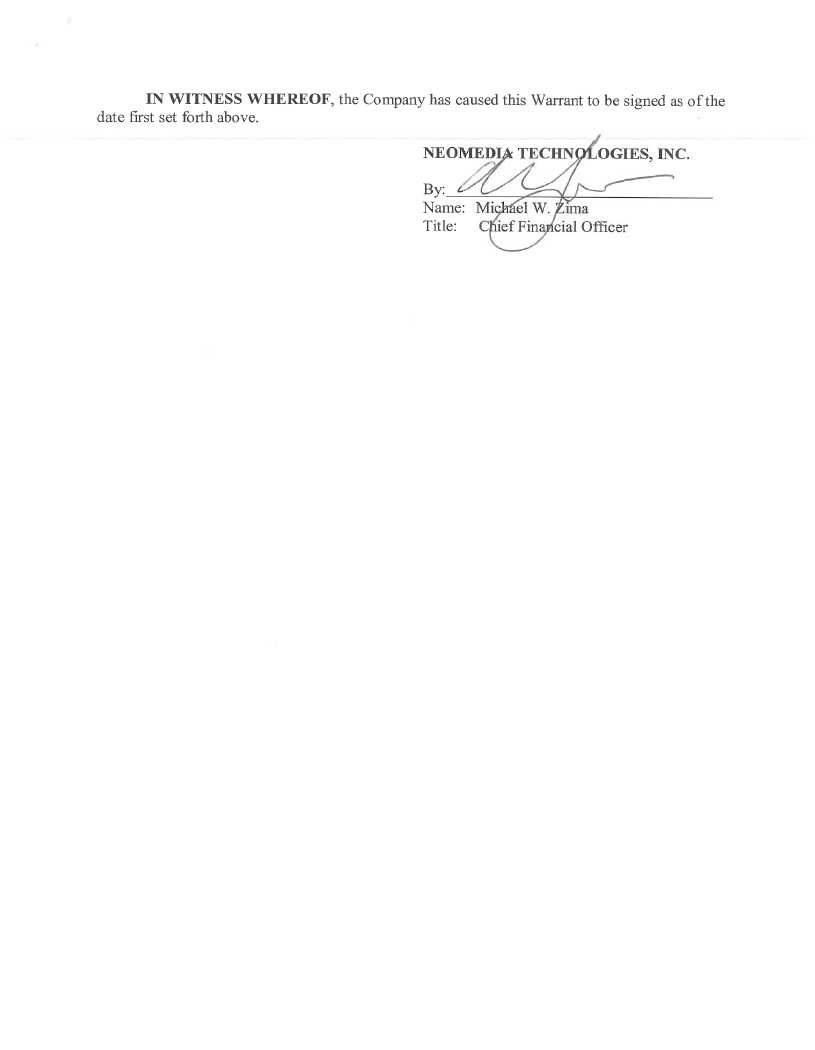 IN WITNESS WHEREOF, the Company has caused this Warrant to be signed as of the
date first set forth above.
NEOMEDIA TECHNOLOGIES, INC.
By:
Name: Michael W. Zima
Title: Chief Financial Officer